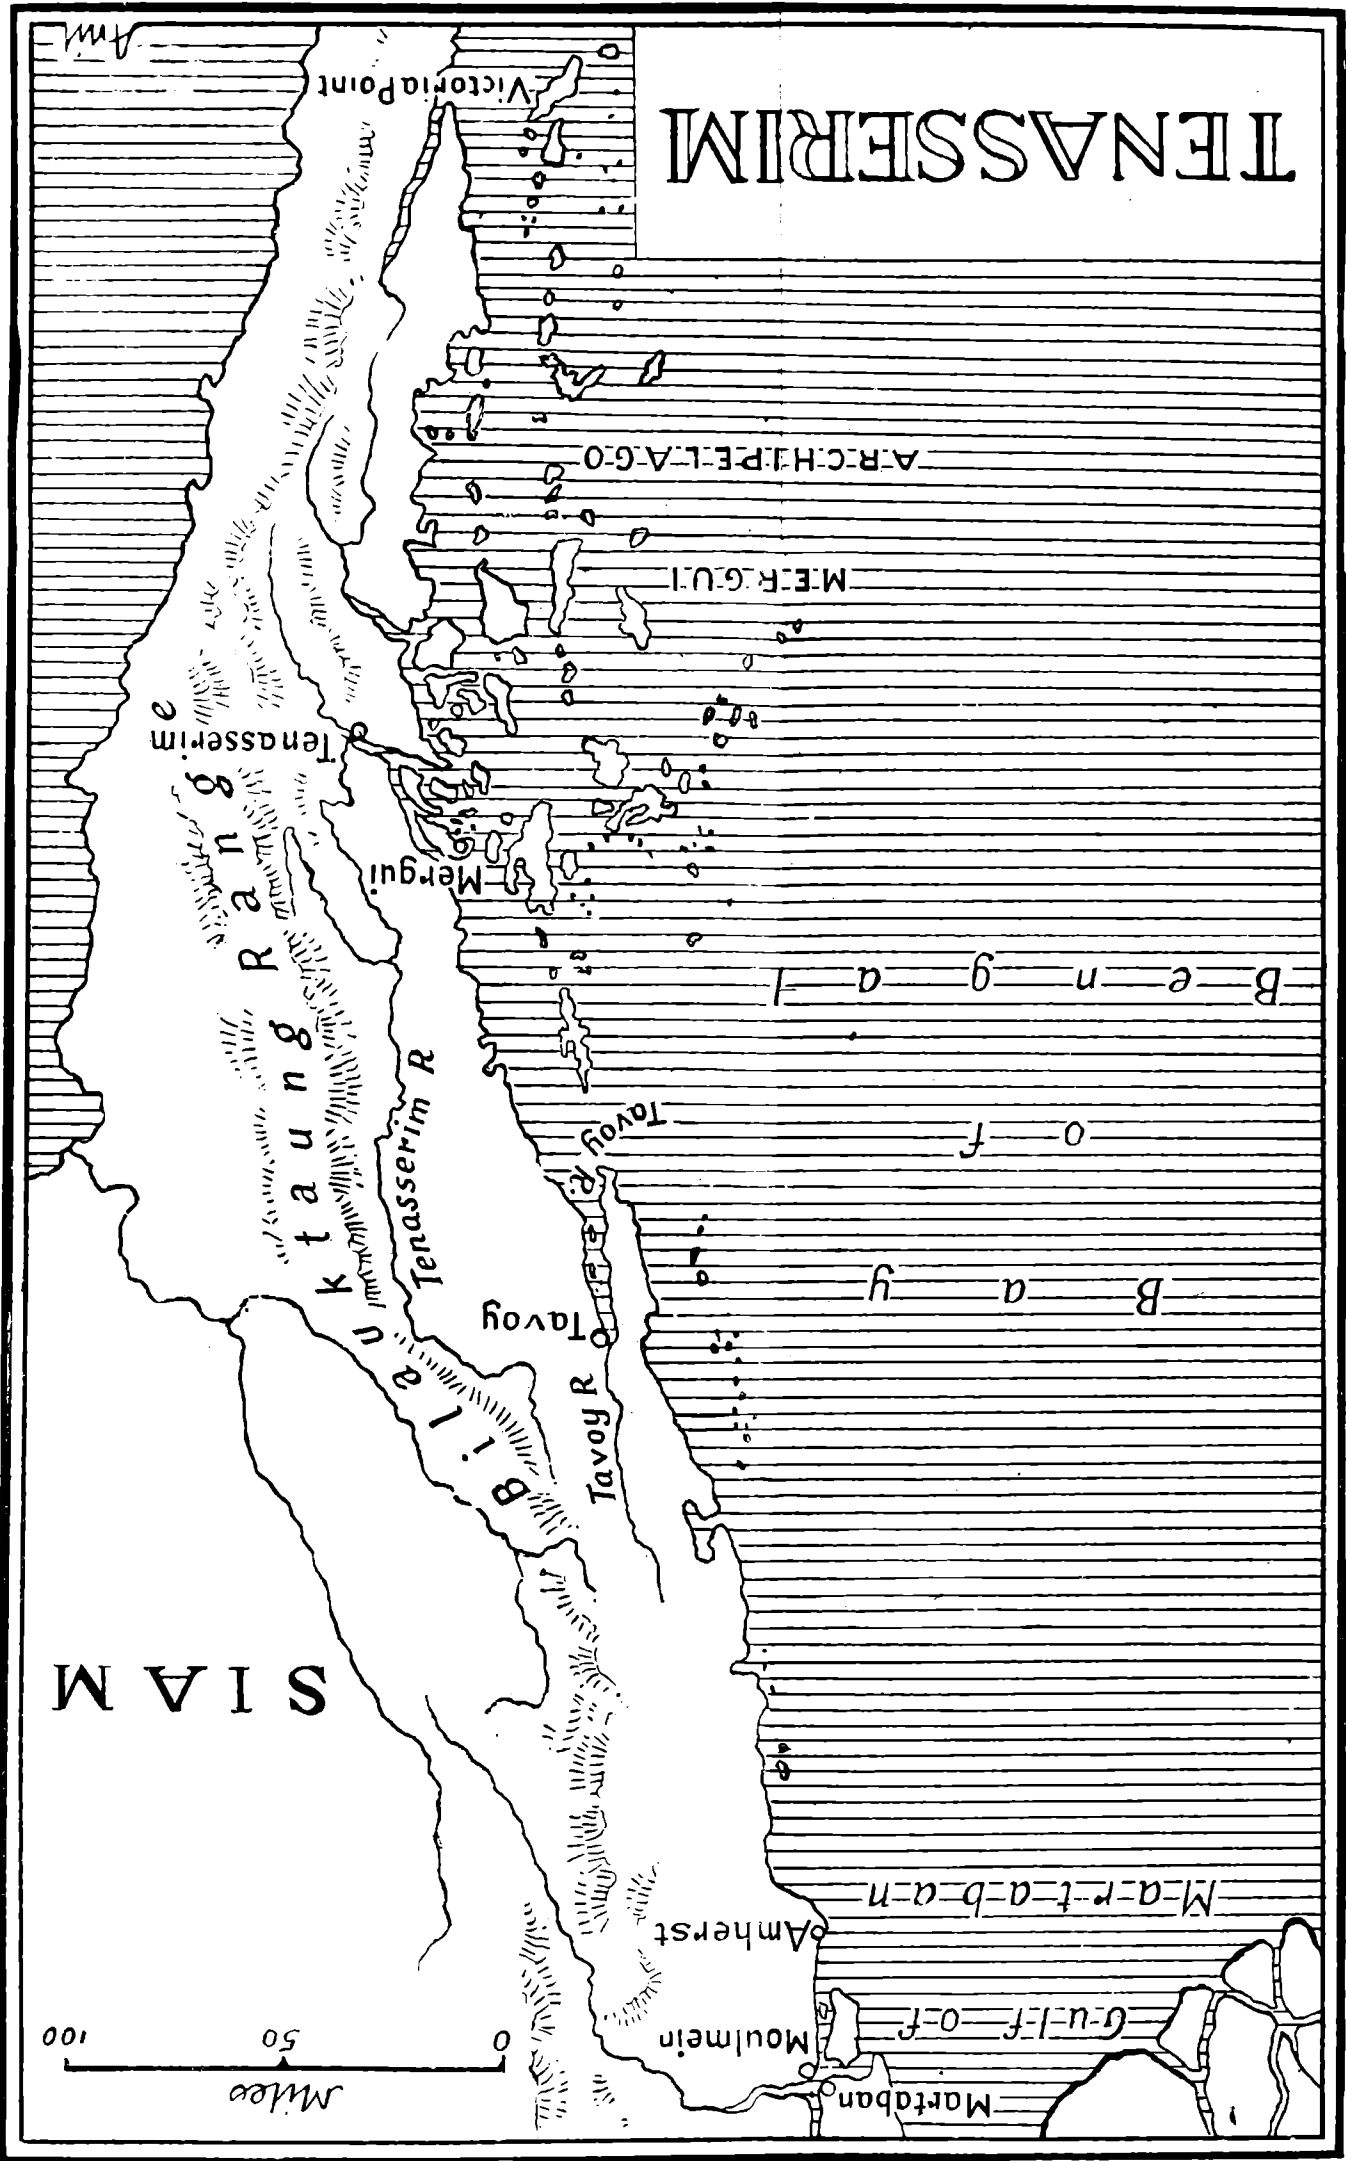 Miles
0 50 100
Martaban
Moulmein
Gulf of
Amherst
Martaban
SIAM
Tavoy R
Bilauktaung Range
Tavoy
Bay
of
Bengal
Tavoy R.
Tavoy
Tenasserim R
Mergui
Tenasserim
MERGUI
ARCHIPELAGO
TENASSERIM
Victoria Point